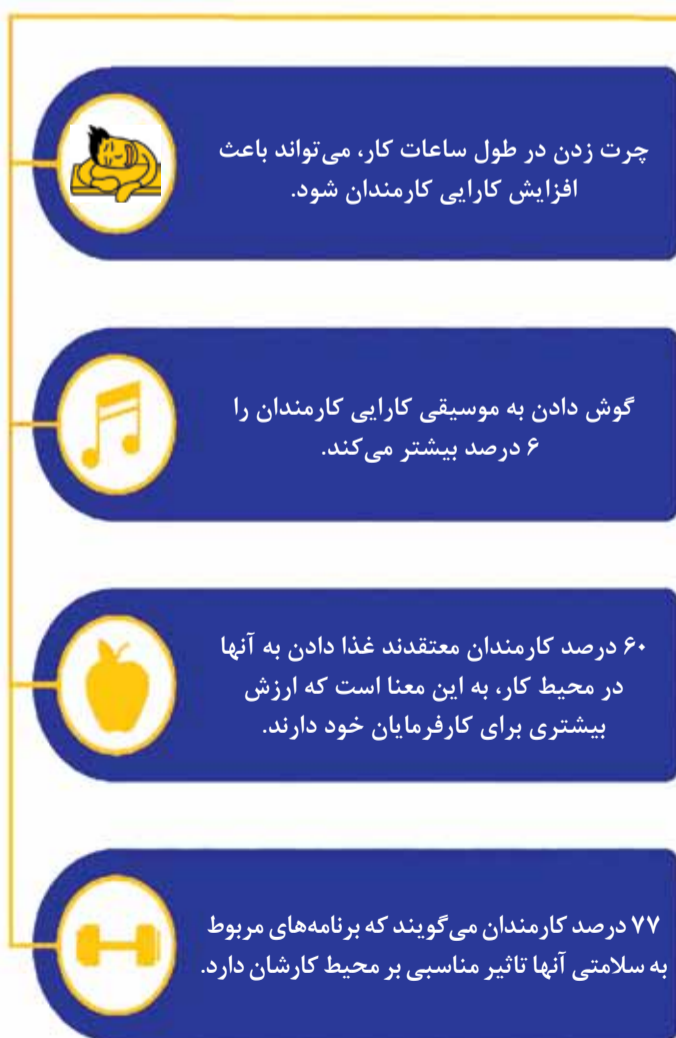 چرت زدن در طول ساعات کار، می‌تواند باعث
افزایش کارایی کارمندان شود.
گوش دادن به موسیقی کارایی کارمندان را
۶ درصد بیشتر می‌کند.
۶۰ درصد کارمندان معتقدند غذا دادن به آنها
در محیط کار، به این معنا است که ارزش
بیشتری برای کارفرمایان خود دارند.
۷۷ درصد کارمندان می‌گویند که برنامه‌های مربوط
به سلامتی آنها تاثیر مناسبی بر محیط کارشان دارد.